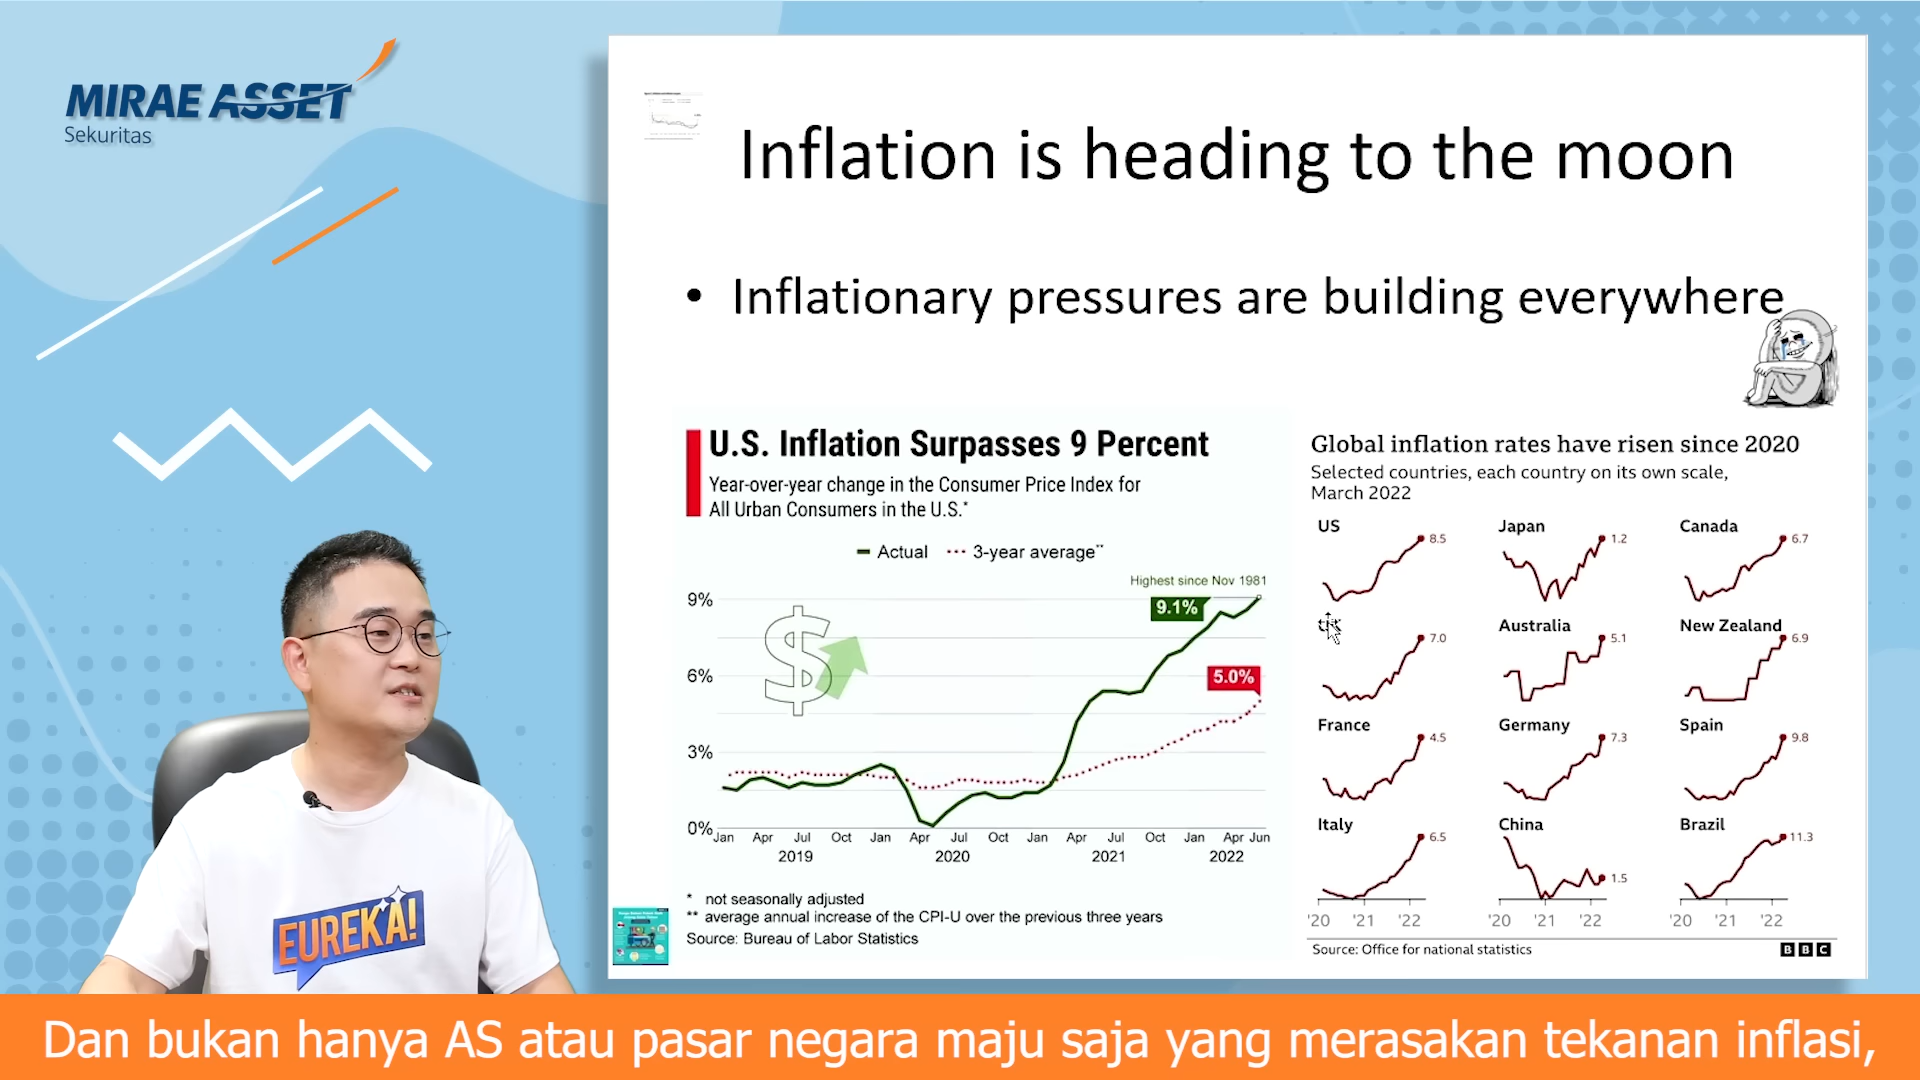 MIRAE ASSET
Sekuritas
Inflation is heading to the moon
• Inflationary pressures are building everywhere
U.S. Inflation Surpasses 9 Percent
Year-over-year change in the Consumer Price Index for
All Urban Consumers in the U.S.*
Actual 3-year average**
Highest since Nov 1981
9.1%
5.0%
9%
6%
3%
0%
Jan Apr Jul Oct Jan Apr Jul Oct Jan Apr Jul Oct Jan Apr Jun
2019 2020 2021 2022
* not seasonally adjusted
** average annual increase of the CPI-U over the previous three years
Source: Bureau of Labor Statistics
Global inflation rates have risen since 2020
Selected countries, each country on its own scale,
March 2022
US Japan Canada
8.5 1.2 6.7
Australia New Zealand
7.0 5.1 6.9
France Germany Spain
4.5 7.3 9.8
Italy China Brazil
6.5 1.5 11.3
'20 '21 '22 '20 '21 '22 '20 '21 '22
Source: Office for national statistics
BBC
EUREKA!
Dan bukan hanya AS atau pasar negara maju saja yang merasakan tekanan inflasi,